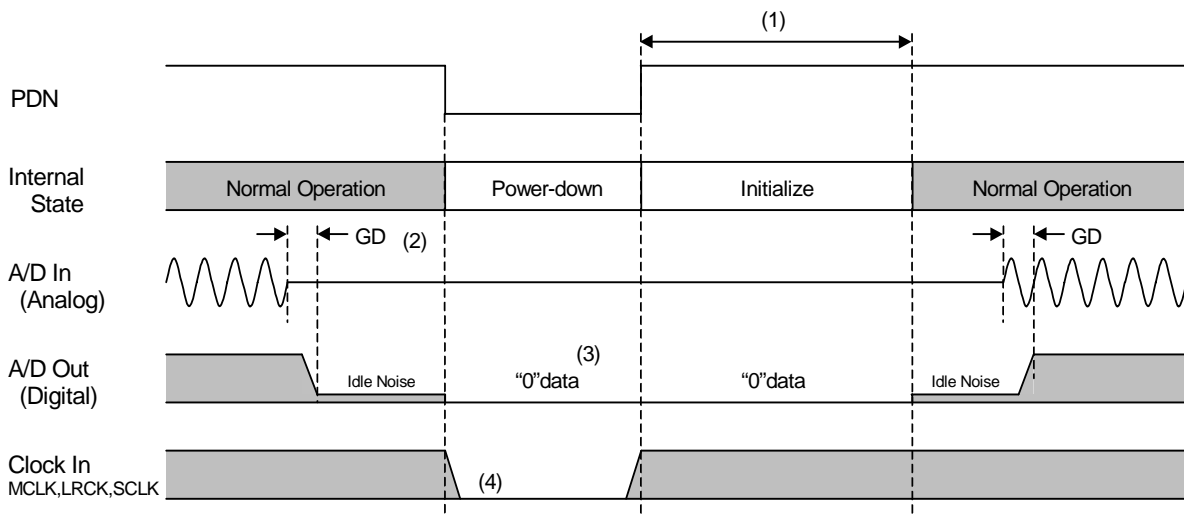 (1)
PDN
Internal
State
Normal Operation
Power-down
Initialize
Normal Operation
GD
(2)
GD
A/D In
(Analog)
A/D Out
(Digital)
Idle Noise
(3)
“0”data
“0”data
Idle Noise
Clock In
MCLK,LRCK,SCLK
(4)